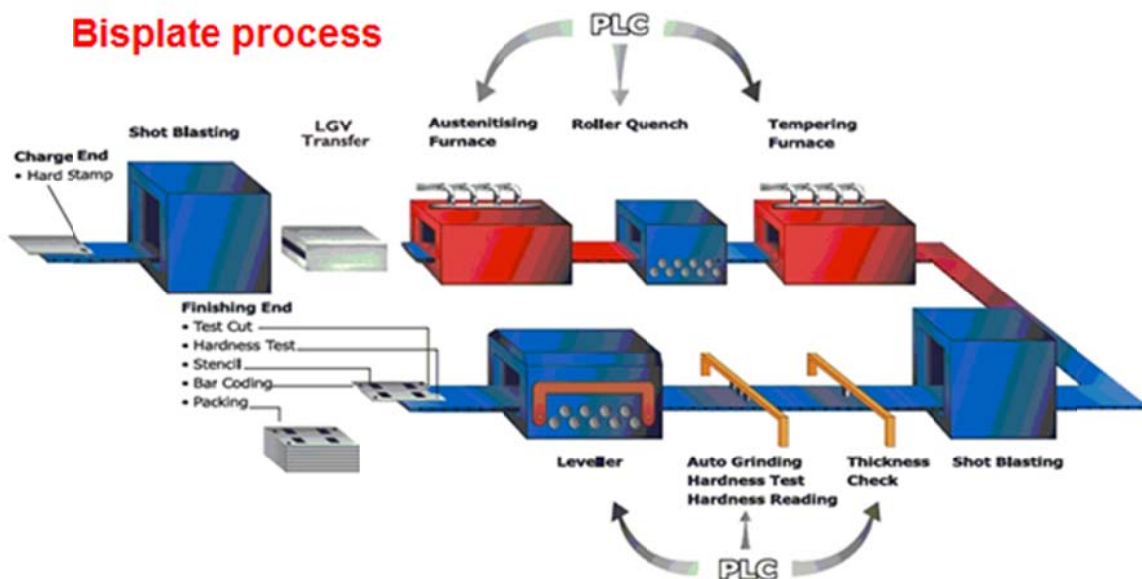 Bisplate process
PLC
Shot Blasting
LGV
Transfer
Austenitising
Furnace
Roller Quench
Tempering
Furnace
Charge End
• Hard Stamp
Finishing End
• Test Cut
• Hardness Test
• Stencil
• Bar Coding
• Packing
Leveller
Auto Grinding
Hardness Test
Hardness Reading
Thickness
Check
Shot Blasting
PLC